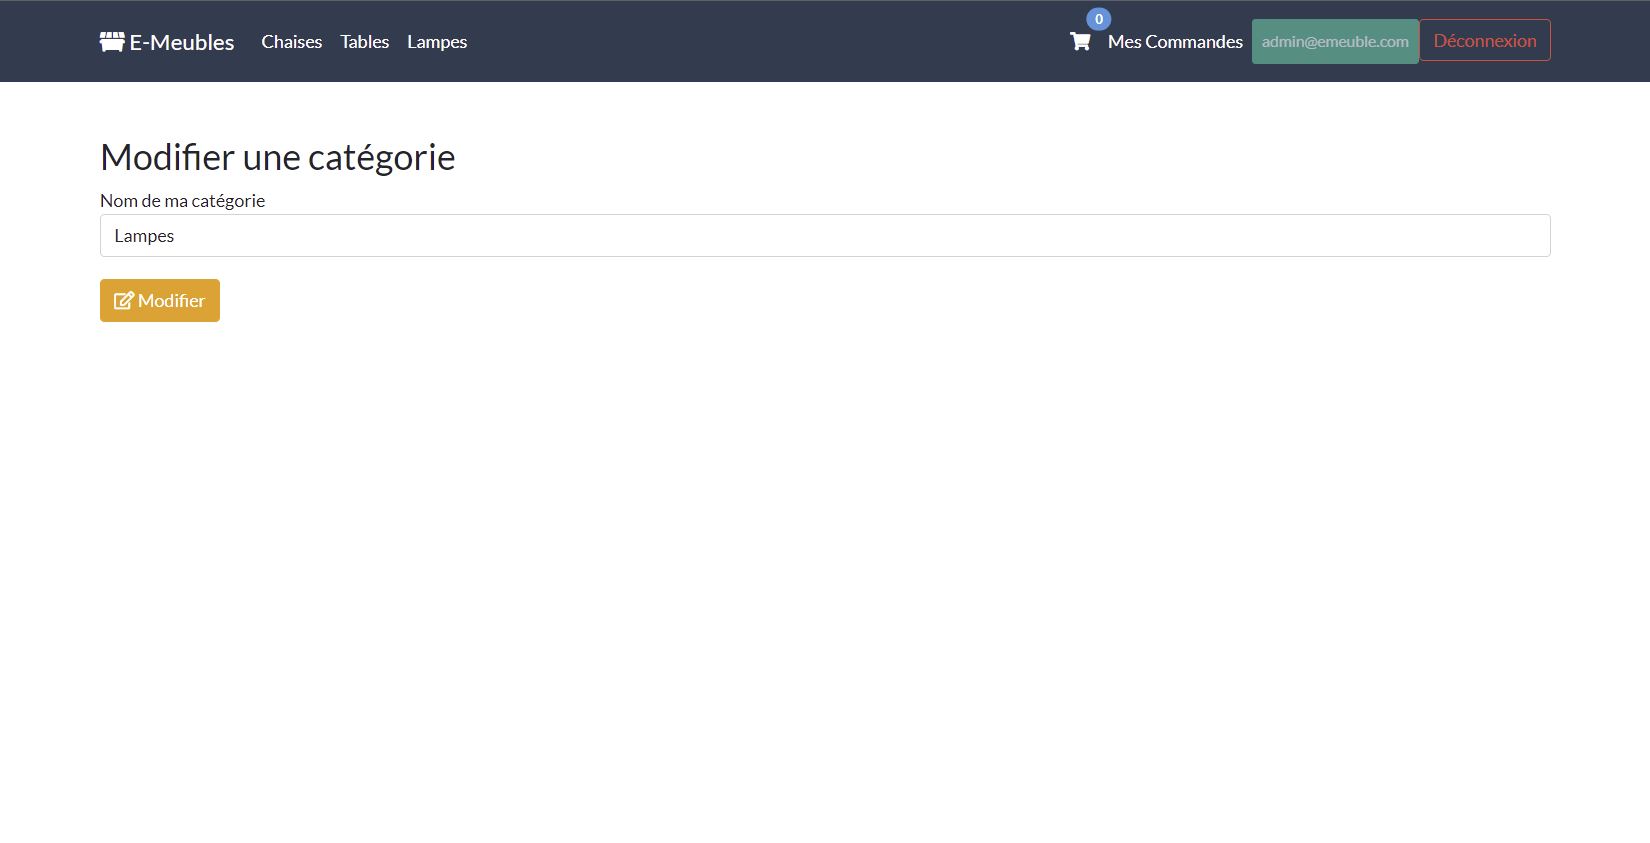 E-Meubles Chaises Tables Lampes 0 Mes Commandes admin@emeuble.com Déconnexion
Modifier une catégorie
Nom de ma catégorie
Lampes
Modifier